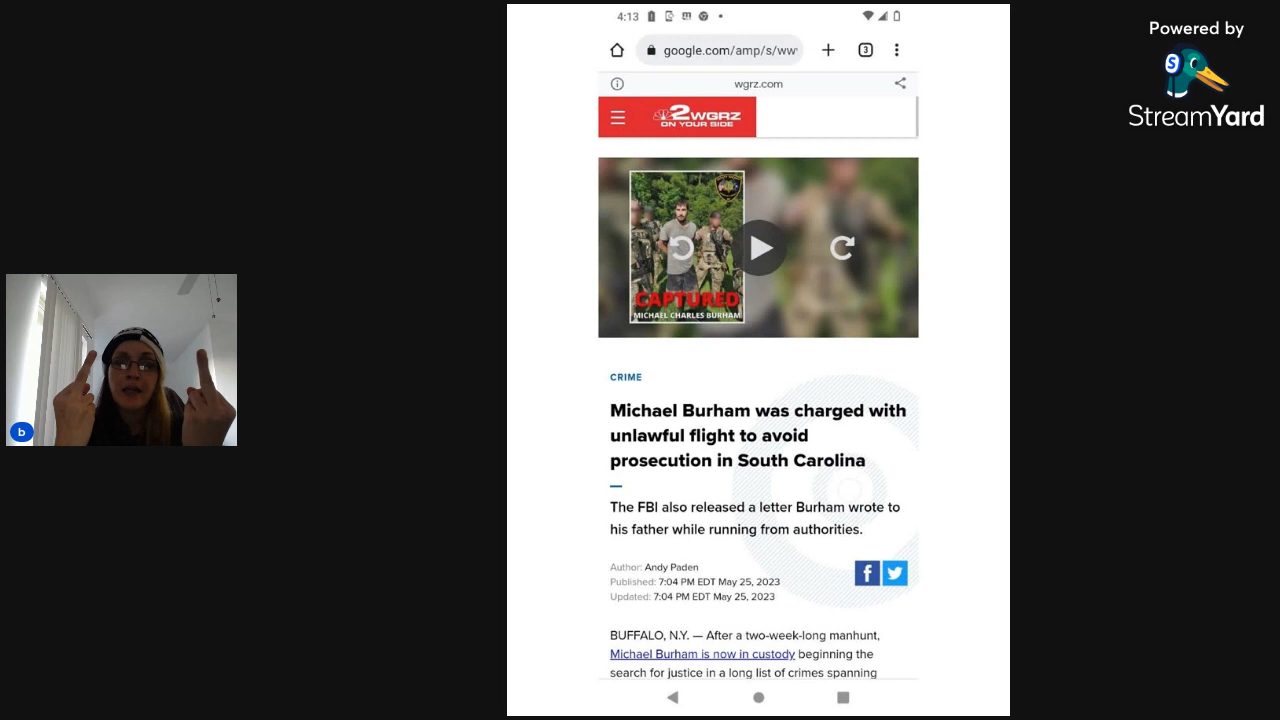 4:13
google.com/amp/s/ww
3
wgrz.com
2WGRZ
ON YOUR SIDE
CAPTURED
MICHAEL CHARLES BURHAM
CRIME
Michael Burham was charged with
unlawful flight to avoid
prosecution in South Carolina
The FBI also released a letter Burham wrote to
his father while running from authorities.
Author: Andy Paden
Published: 7:04 PM EDT May 25, 2023
Updated: 7:04 PM EDT May 25, 2023
BUFFALO, N.Y. — After a two-week-long manhunt,
Michael Burham is now in custody beginning the
search for justice in a long list of crimes spanning
b
Powered by
S
StreamYard